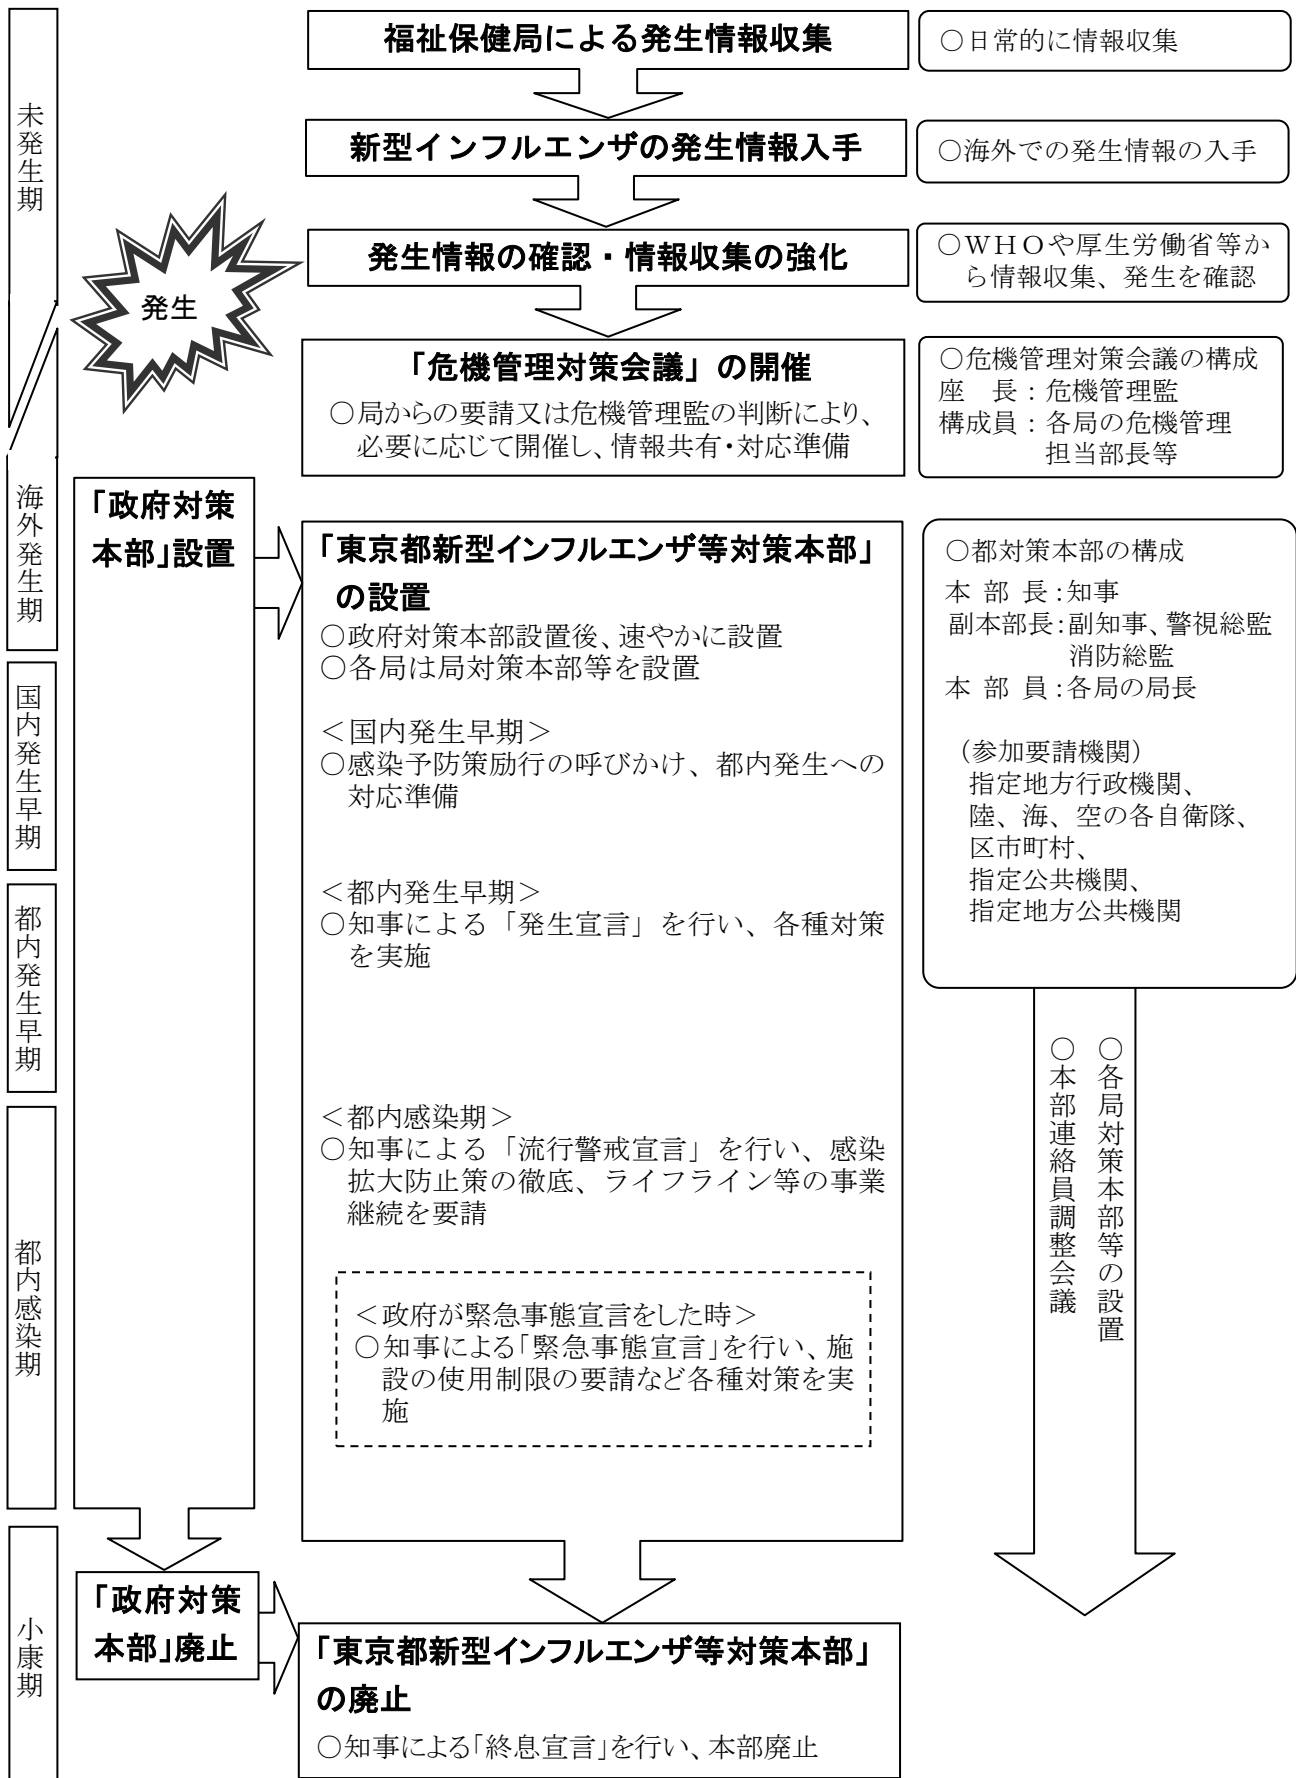 未発生期
福祉保健局による発生情報収集
○日常的に情報収集
新型インフルエンザの発生情報入手
○海外での発生情報の入手
発生
発生情報の確認・情報収集の強化
○WHOや厚生労働省等か
ら情報収集、発生を確認
「危機管理対策会議」の開催
○局からの要請又は危機管理監の判断により、
必要に応じて開催し、情報共有・対応準備
○危機管理対策会議の構成
座　長：危機管理監
構成員：各局の危機管理
担当部長等
海外発生期
「政府対策
本部」設置
「東京都新型インフルエンザ等対策本部」
の設置
○政府対策本部設置後、速やかに設置
○各局は局対策本部等を設置
○都対策本部の構成
本 部 長：知事
副本部長：副知事、警視総監
消防総監
本 部 員：各局の局長
（参加要請機関）
指定地方行政機関、
陸、海、空の各自衛隊、
区市町村、
指定公共機関、
指定地方公共機関
国内発生早期
＜国内発生早期＞
○感染予防策励行の呼びかけ、都内発生への
対応準備
都内発生早期
＜都内発生早期＞
○知事による「発生宣言」を行い、各種対策
を実施
○各局対策本部等の設置
○本部連絡員調整会議
都内感染期
＜都内感染期＞
○知事による「流行警戒宣言」を行い、感染
拡大防止策の徹底、ライフライン等の事業
継続を要請
＜政府が緊急事態宣言をした時＞
○知事による「緊急事態宣言」を行い、施
設の使用制限の要請など各種対策を実
施
小康期
「政府対策
本部」廃止
「東京都新型インフルエンザ等対策本部」
の廃止
○知事による「終息宣言」を行い、本部廃止